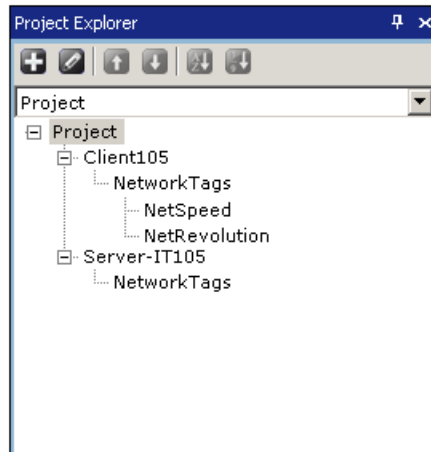 Project Explorer
Project
Project
Client105
NetworkTags
NetSpeed
NetRevolution
Server-IT105
NetworkTags